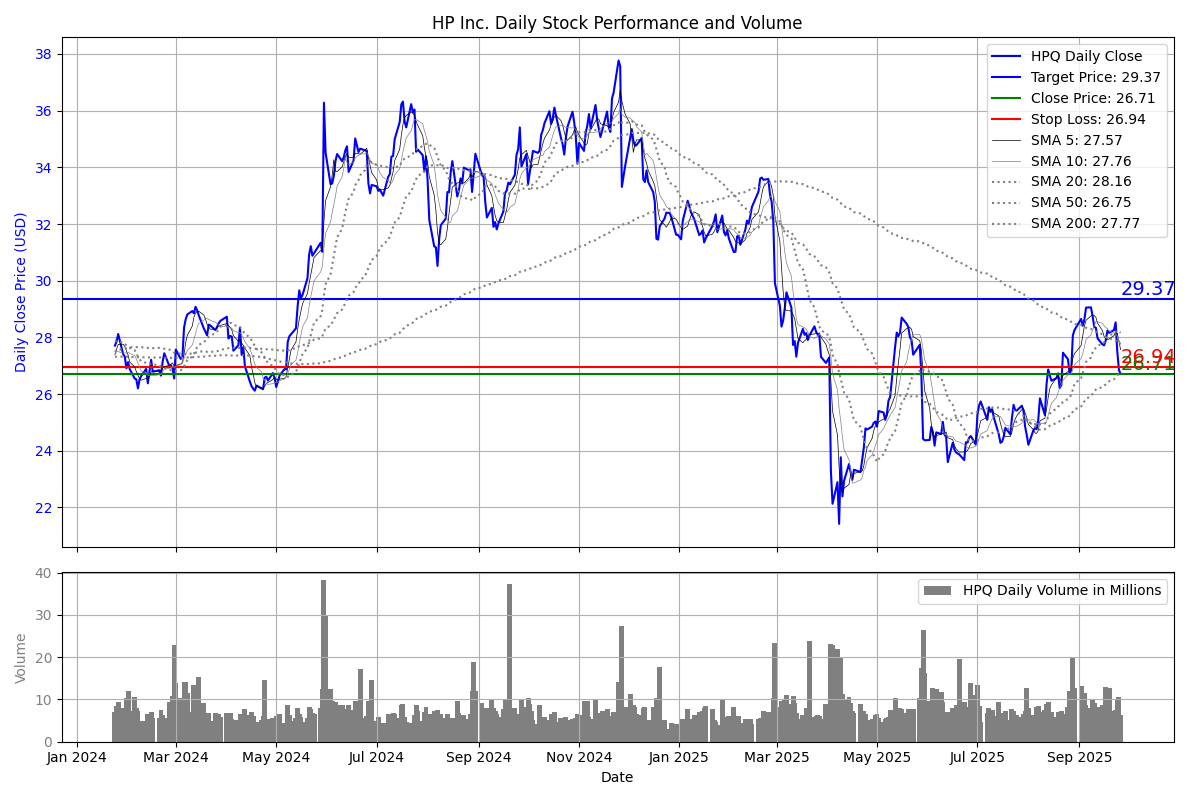 HP Inc. Daily Stock Performance and Volume
Daily Close Price (USD)
38
36
34
32
30
28
26
24
22
HPQ Daily Close
Target Price: 29.37
Close Price: 26.71
Stop Loss: 26.94
SMA 5: 27.57
SMA 10: 27.76
SMA 20: 28.16
SMA 50: 26.75
SMA 200: 27.77
29.37
26.94
26.71
Volume
40
30
20
10
0
HPQ Daily Volume in Millions
Jan 2024 Mar 2024 May 2024 Jul 2024 Sep 2024 Nov 2024 Jan 2025 Mar 2025 May 2025 Jul 2025 Sep 2025
Date